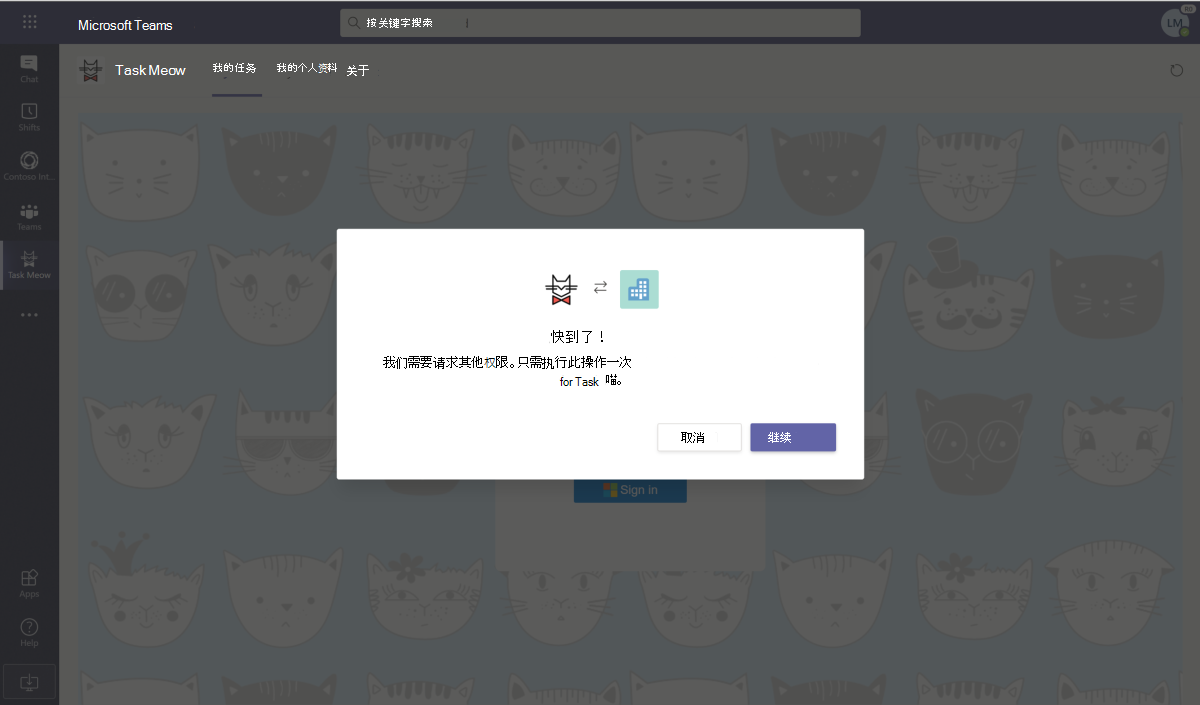 Microsoft Teams
按关键字搜索
LM
Chat
Task Meow
我的任务
我的个人资料
关于
Shifts
Contoso Int...
Teams
Task Meow
快到了！
我们需要请求其他权限。只需执行此操作一次
for Task 喵。
取消
继续
Sign in
Apps
Help